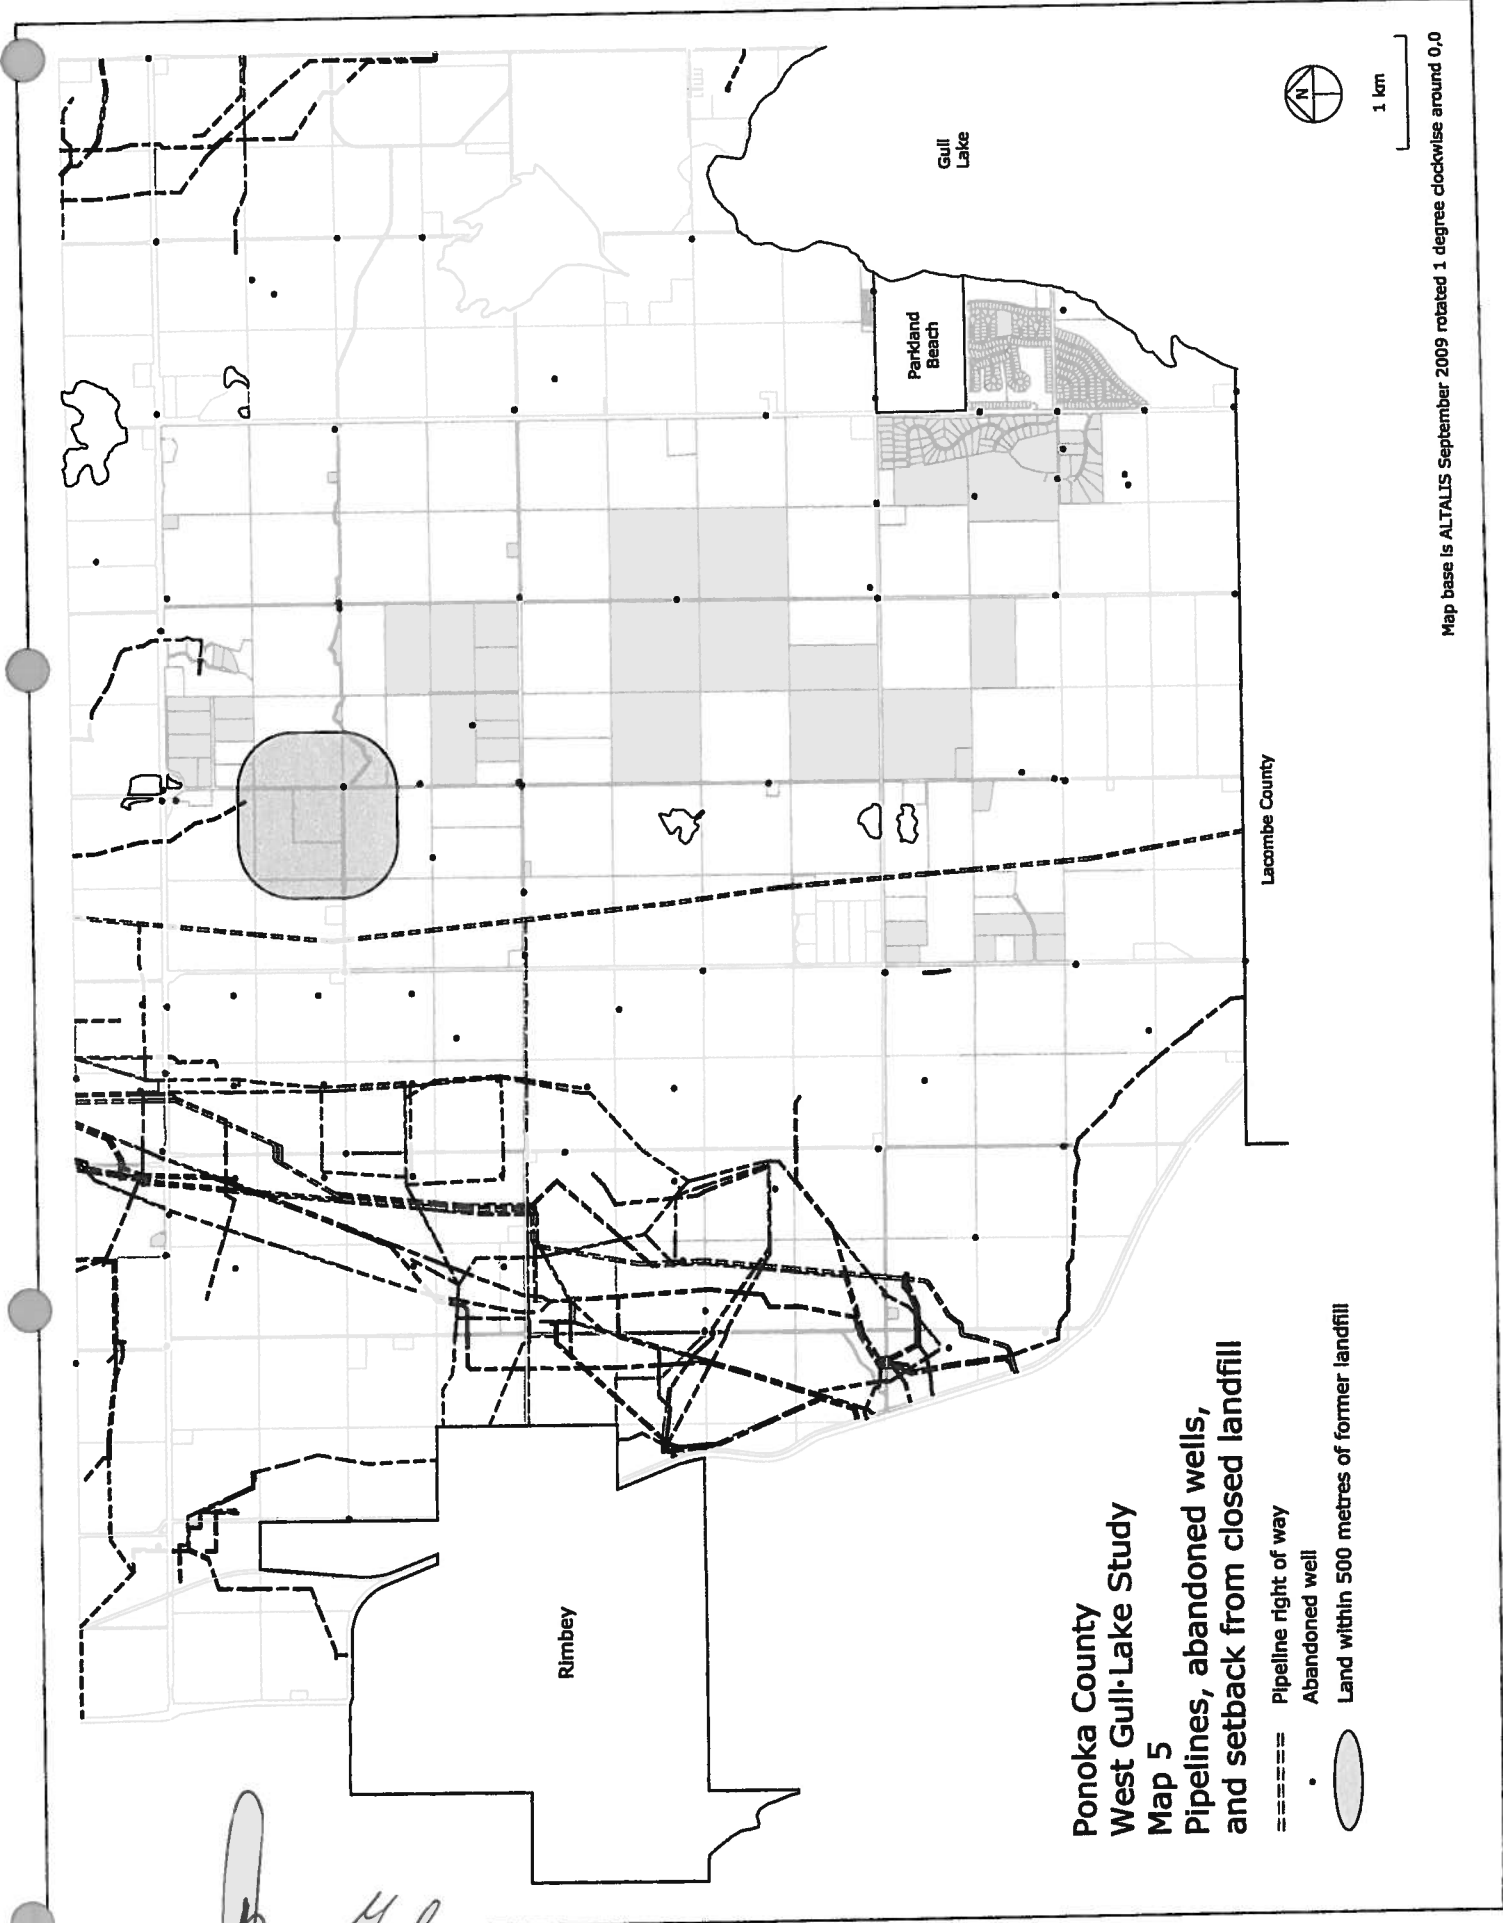 Gull
Lake
N
1 km
Parkland
Beach
Lacombe County
Rimbey
Ponoka County
West Gull Lake Study
Map 5
Pipelines, abandoned wells,
and setback from closed landfill
Pipeline right of way
Abandoned well
Land within 500 metres of former landfill
Map base is ALTALIS September 2009 rotated 1 degree clockwise around 0,0